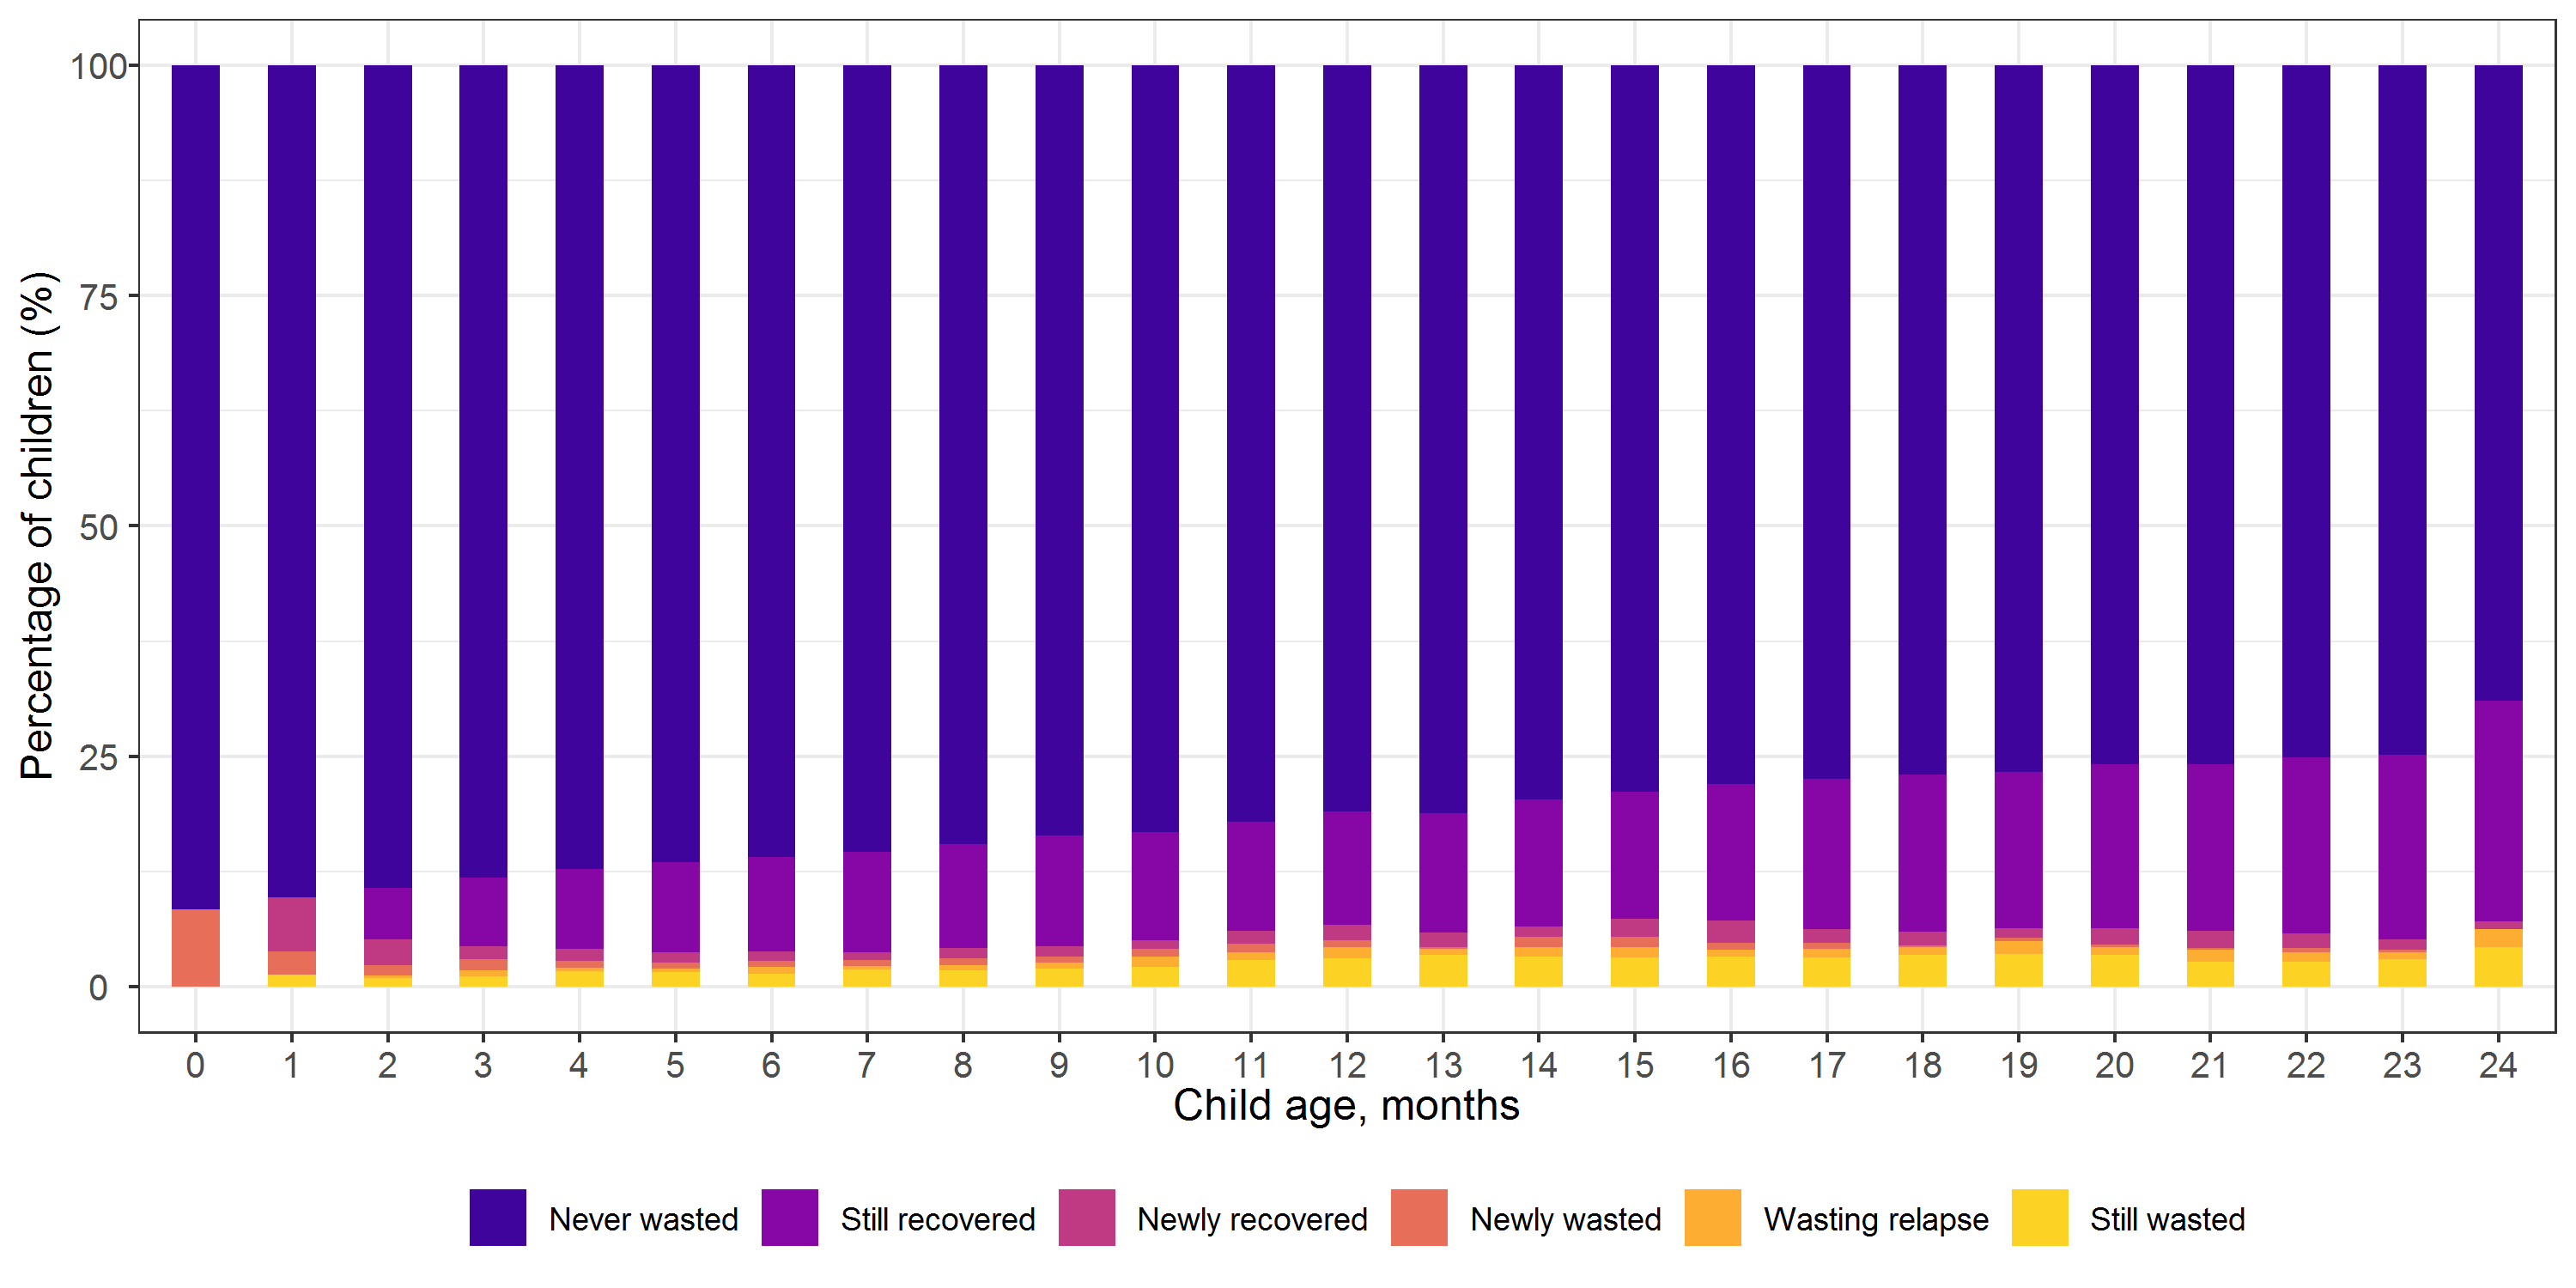 Percentage of children (%)
100
75
50
25
0
0 1 2 3 4 5 6 7 8 9 10 11 12 13 14 15 16 17 18 19 20 21 22 23 24
Child age, months
Never wasted Still recovered Newly recovered Newly wasted Wasting relapse Still wasted